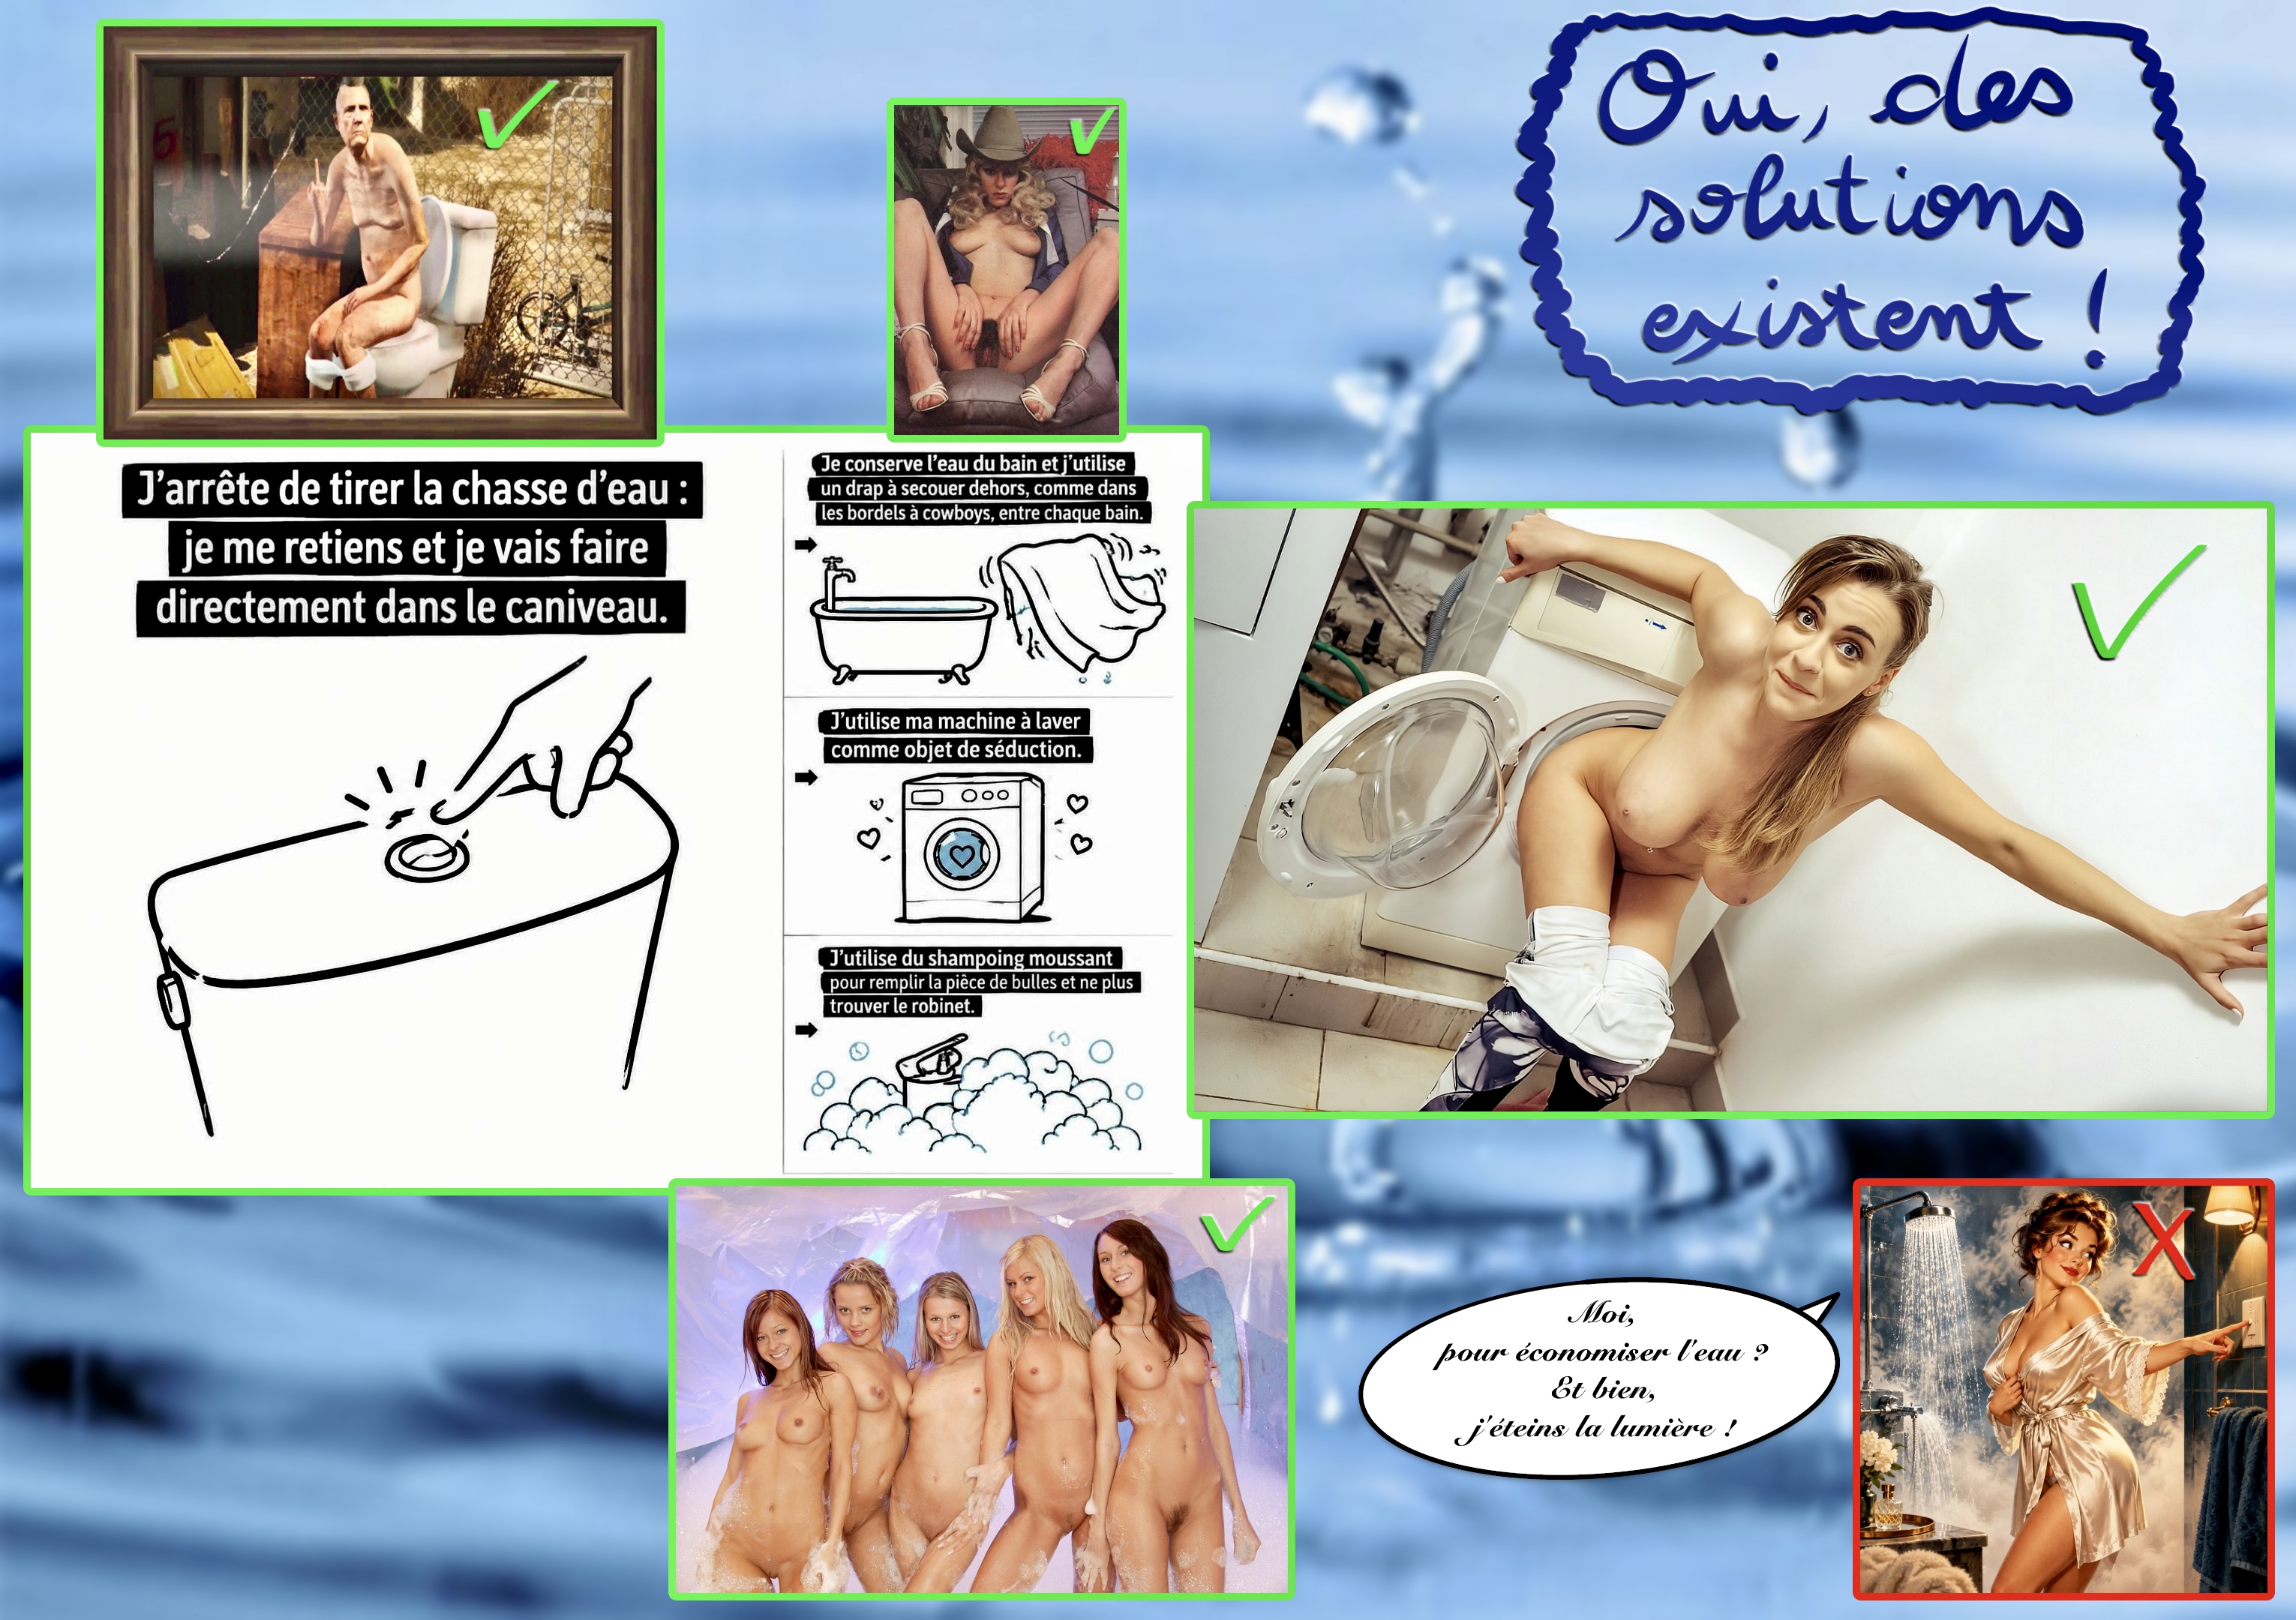 Oui, des
solutions
existent !
J'arrête de tirer la chasse d'eau :
je me retiens et je vais faire
directement dans le caniveau.
Je conserve l'eau du bain et j'utilise
un drap à secouer dehors, comme dans
les bordels à cowboys, entre chaque bain.
J'utilise ma machine à laver
comme objet de séduction.
J'utilise du shampoing moussant
pour remplir la pièce de bulles et ne plus
trouver le robinet.
Moi,
pour économiser l'eau ?
Et bien,
j'éteins la lumière !